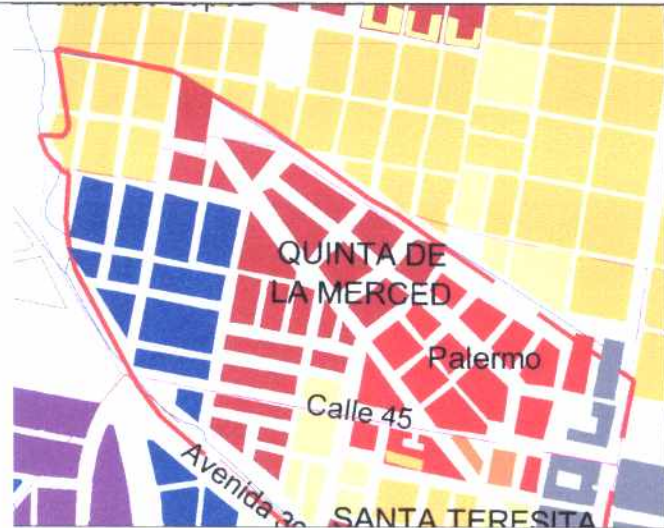 QUINTA DE
LA MERCED
Palermo
Calle 45
Avenida
SANTA TERESITA